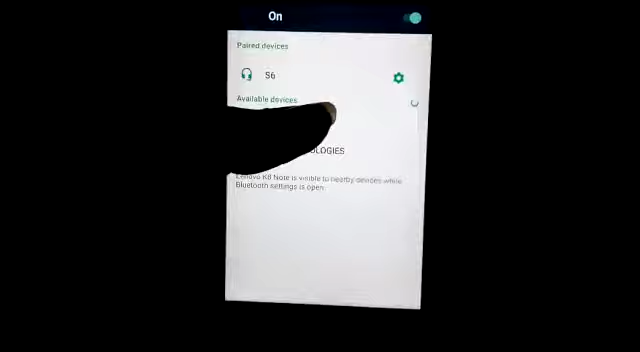 On
Paired devices
S6
Available devices
OLOGIES
Lenovo K8 Note is visible to nearby devices while
Bluetooth settings is open.